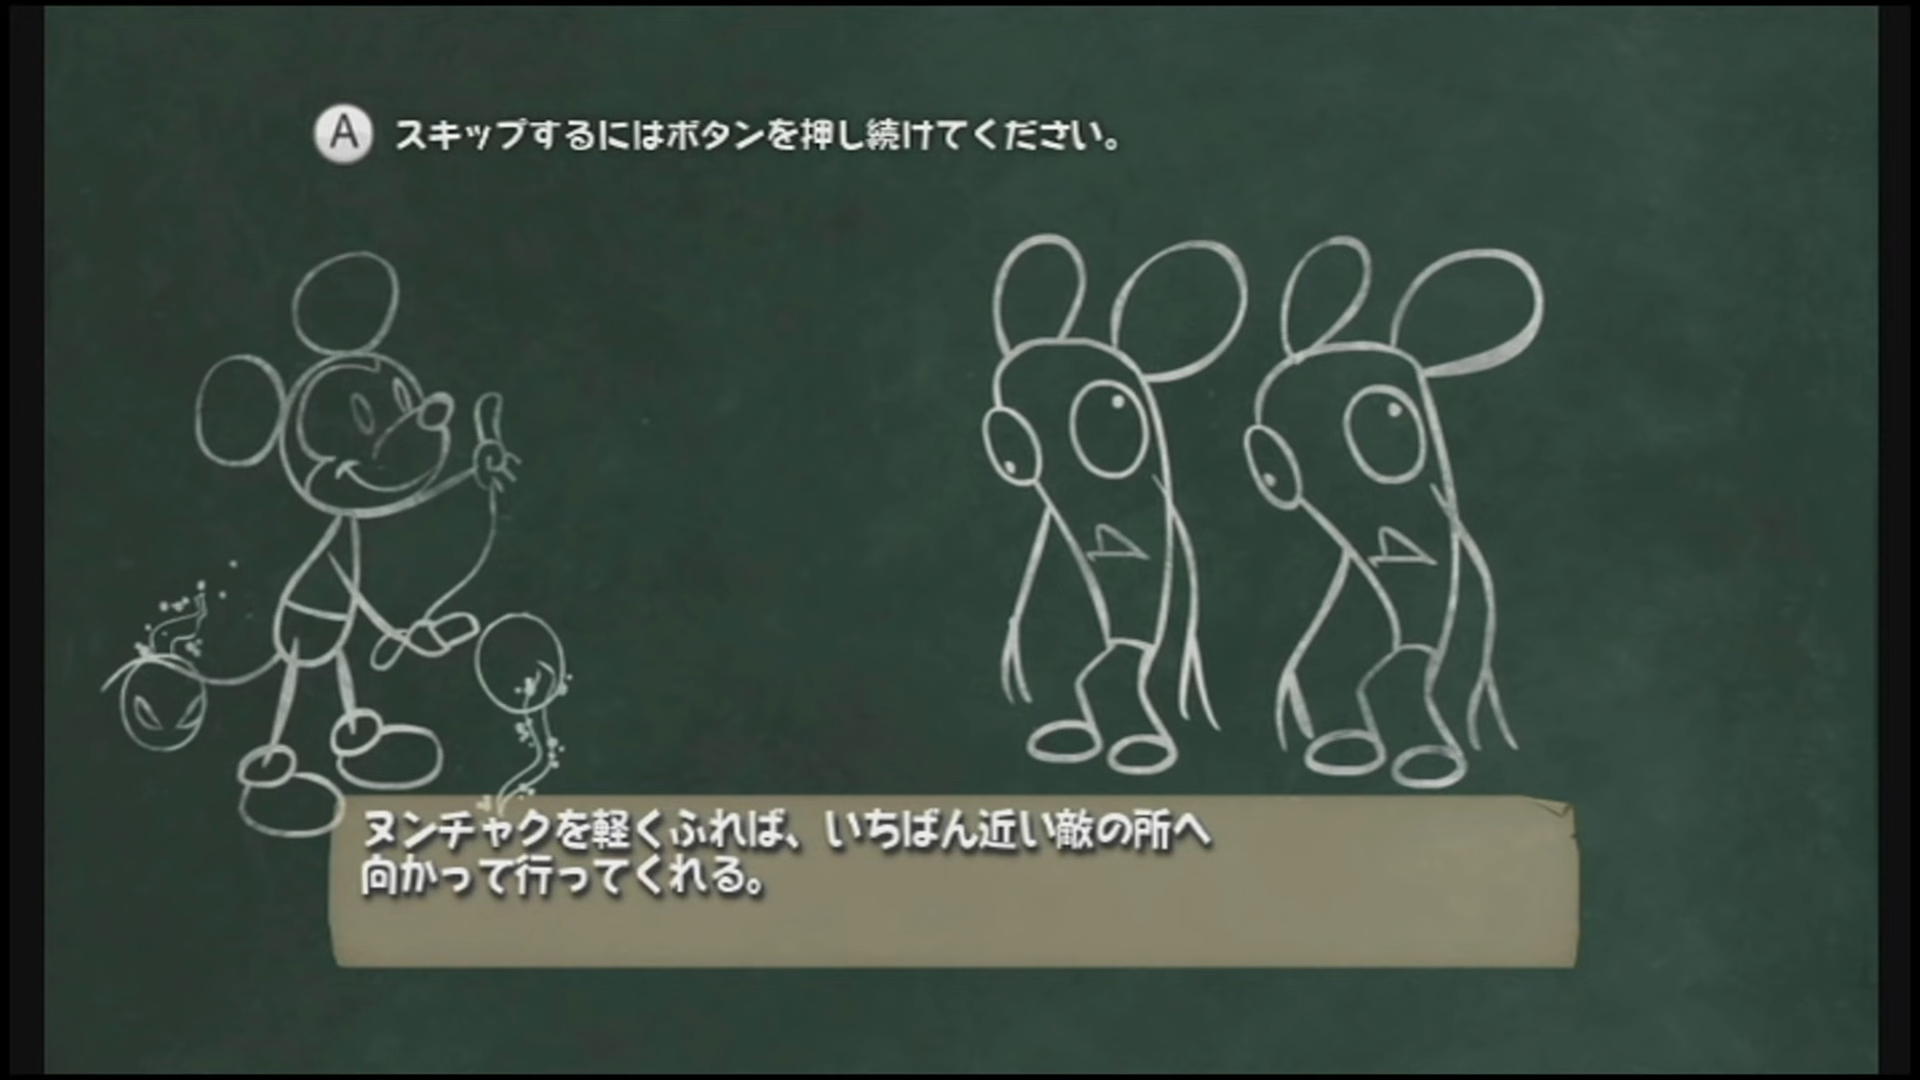 A スキップするにはボタンを押し続けてください。
ヌンチャクを軽くふれば、いちばん近い敵の所へ
向かって行ってくれる。